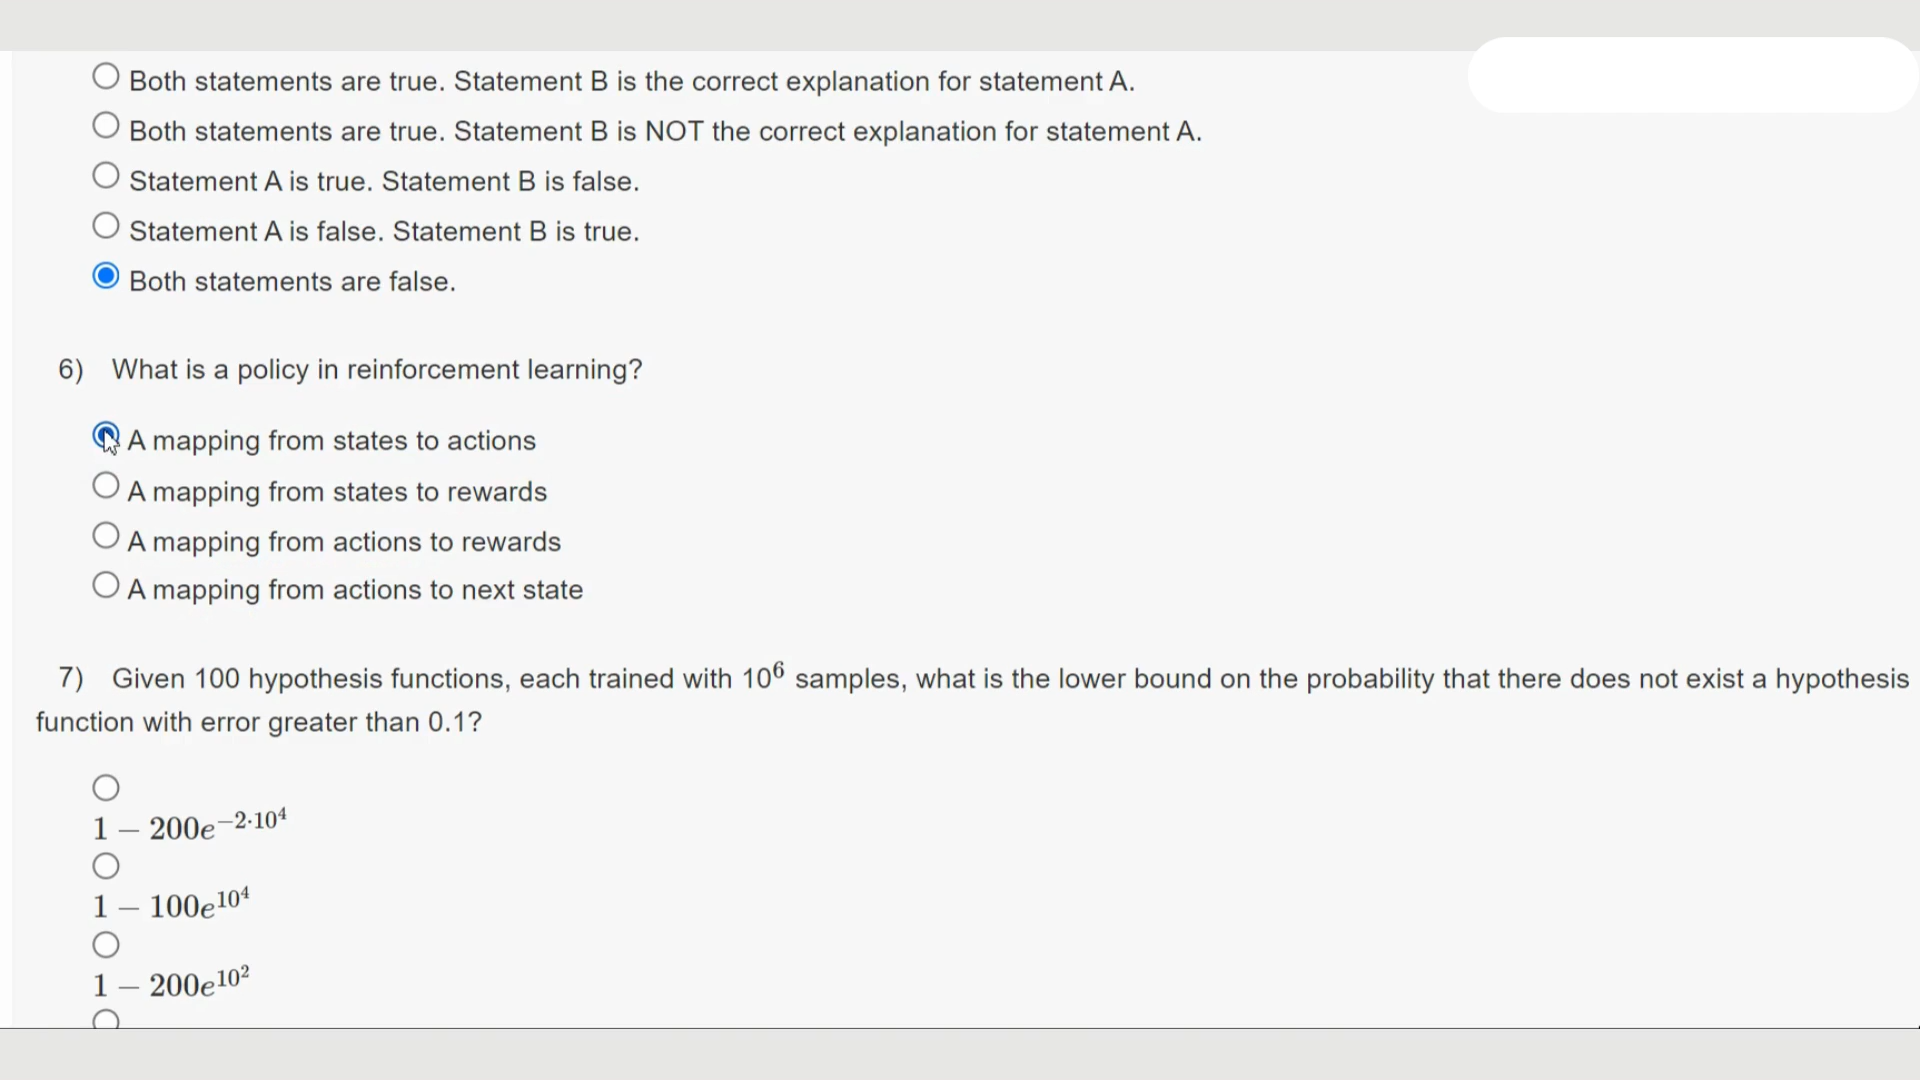 Both statements are true. Statement B is the correct explanation for statement A.
Both statements are true. Statement B is NOT the correct explanation for statement A.
Statement A is true. Statement B is false.
Statement A is false. Statement B is true.
Both statements are false.
6) What is a policy in reinforcement learning?
A mapping from states to actions
A mapping from states to rewards
A mapping from actions to rewards
A mapping from actions to next state
7) Given 100 hypothesis functions, each trained with 10^6 samples, what is the lower bound on the probability that there does not exist a hypothesis
function with error greater than 0.1?
1 − 200e^{−2·10^4}
1 − 100e^{10^4}
1 − 200e^{10^2}